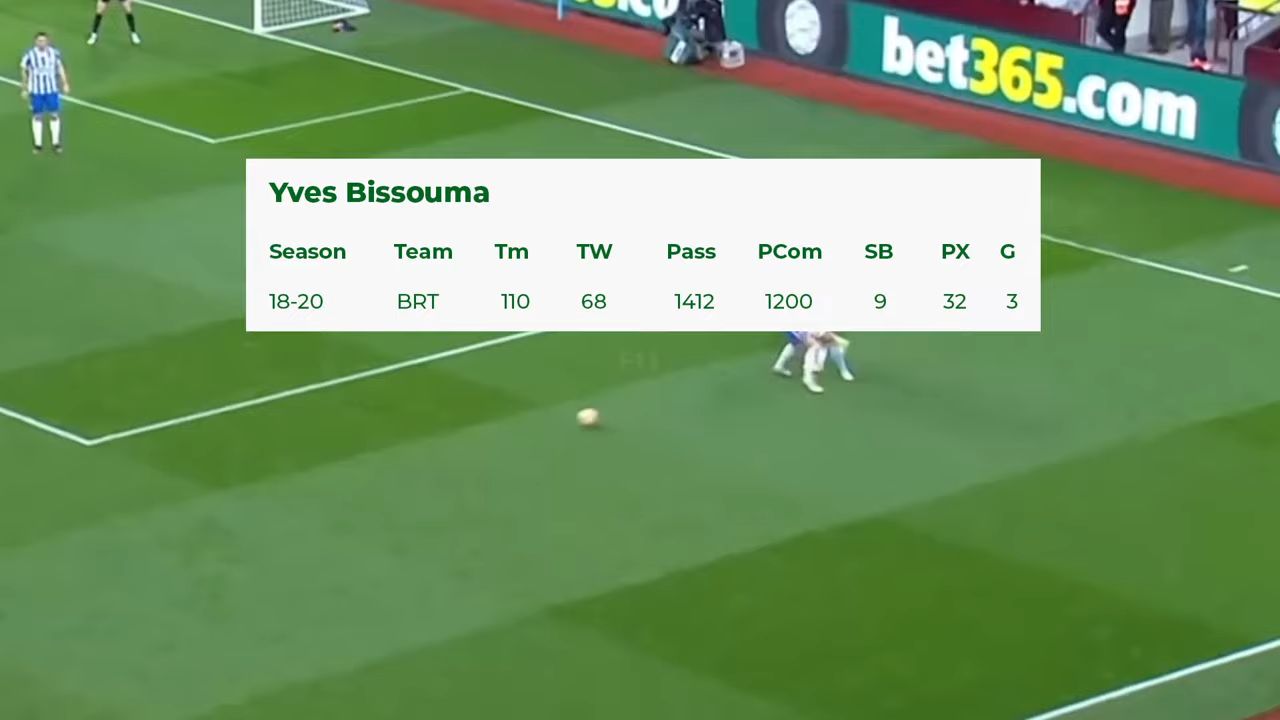 bet365.com
Yves Bissouma
Season Team Tm TW Pass PCom SB PX G
18-20 BRT 110 68 1412 1200 9 32 3